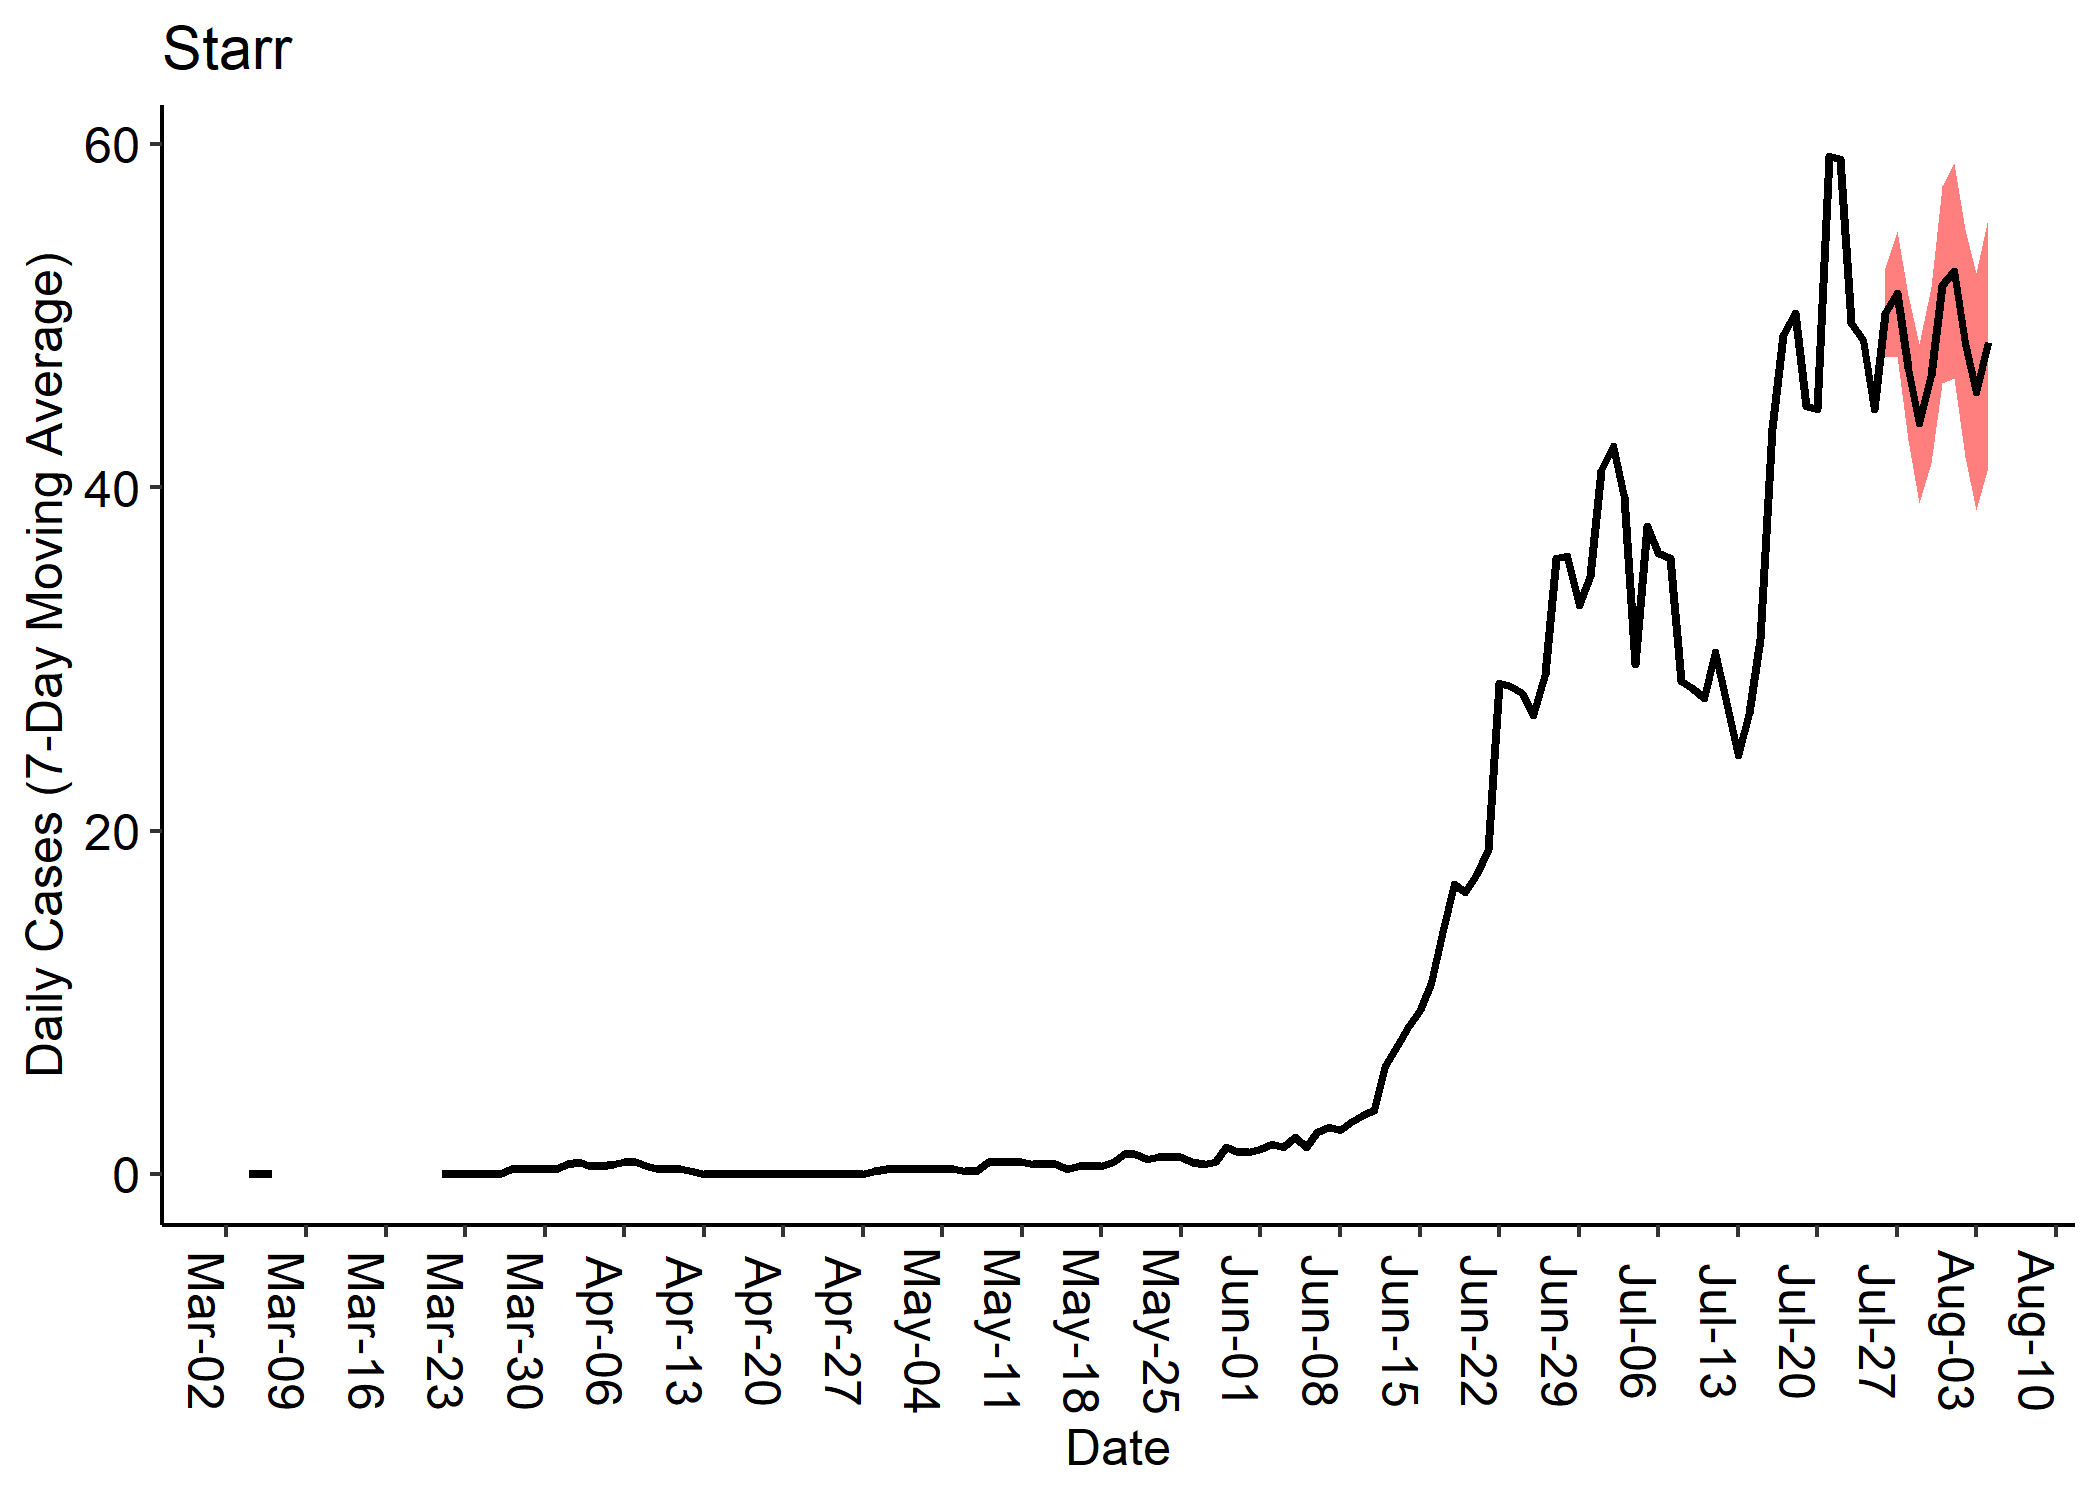 Starr
Daily Cases (7-Day Moving Average)
60
40
20
0
Mar-02
Mar-09
Mar-16
Mar-23
Mar-30
Apr-06
Apr-13
Apr-20
Apr-27
May-04
May-11
May-18
May-25
Jun-01
Jun-08
Jun-15
Jun-22
Jun-29
Jul-06
Jul-13
Jul-20
Jul-27
Aug-03
Aug-10
Date